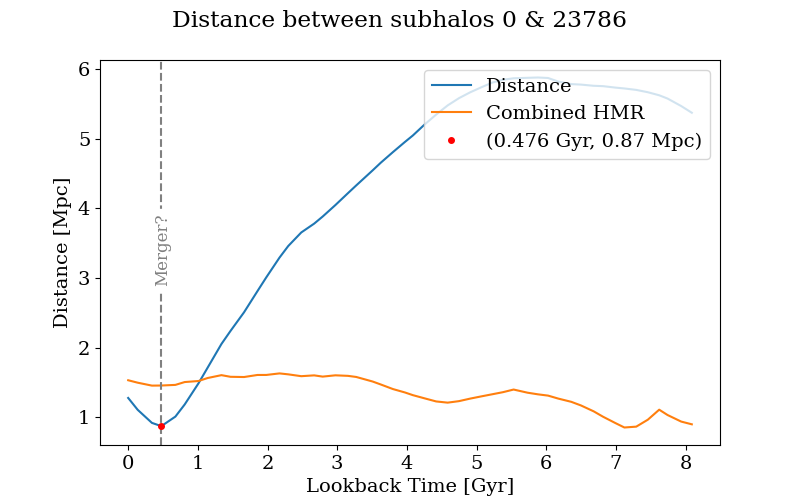 Distance between subhalos 0 & 23786
Distance
Combined HMR
(0.476 Gyr, 0.87 Mpc)
Merger?
Distance [Mpc]
6
5
4
3
2
1
0 1 2 3 4 5 6 7 8
Lookback Time [Gyr]